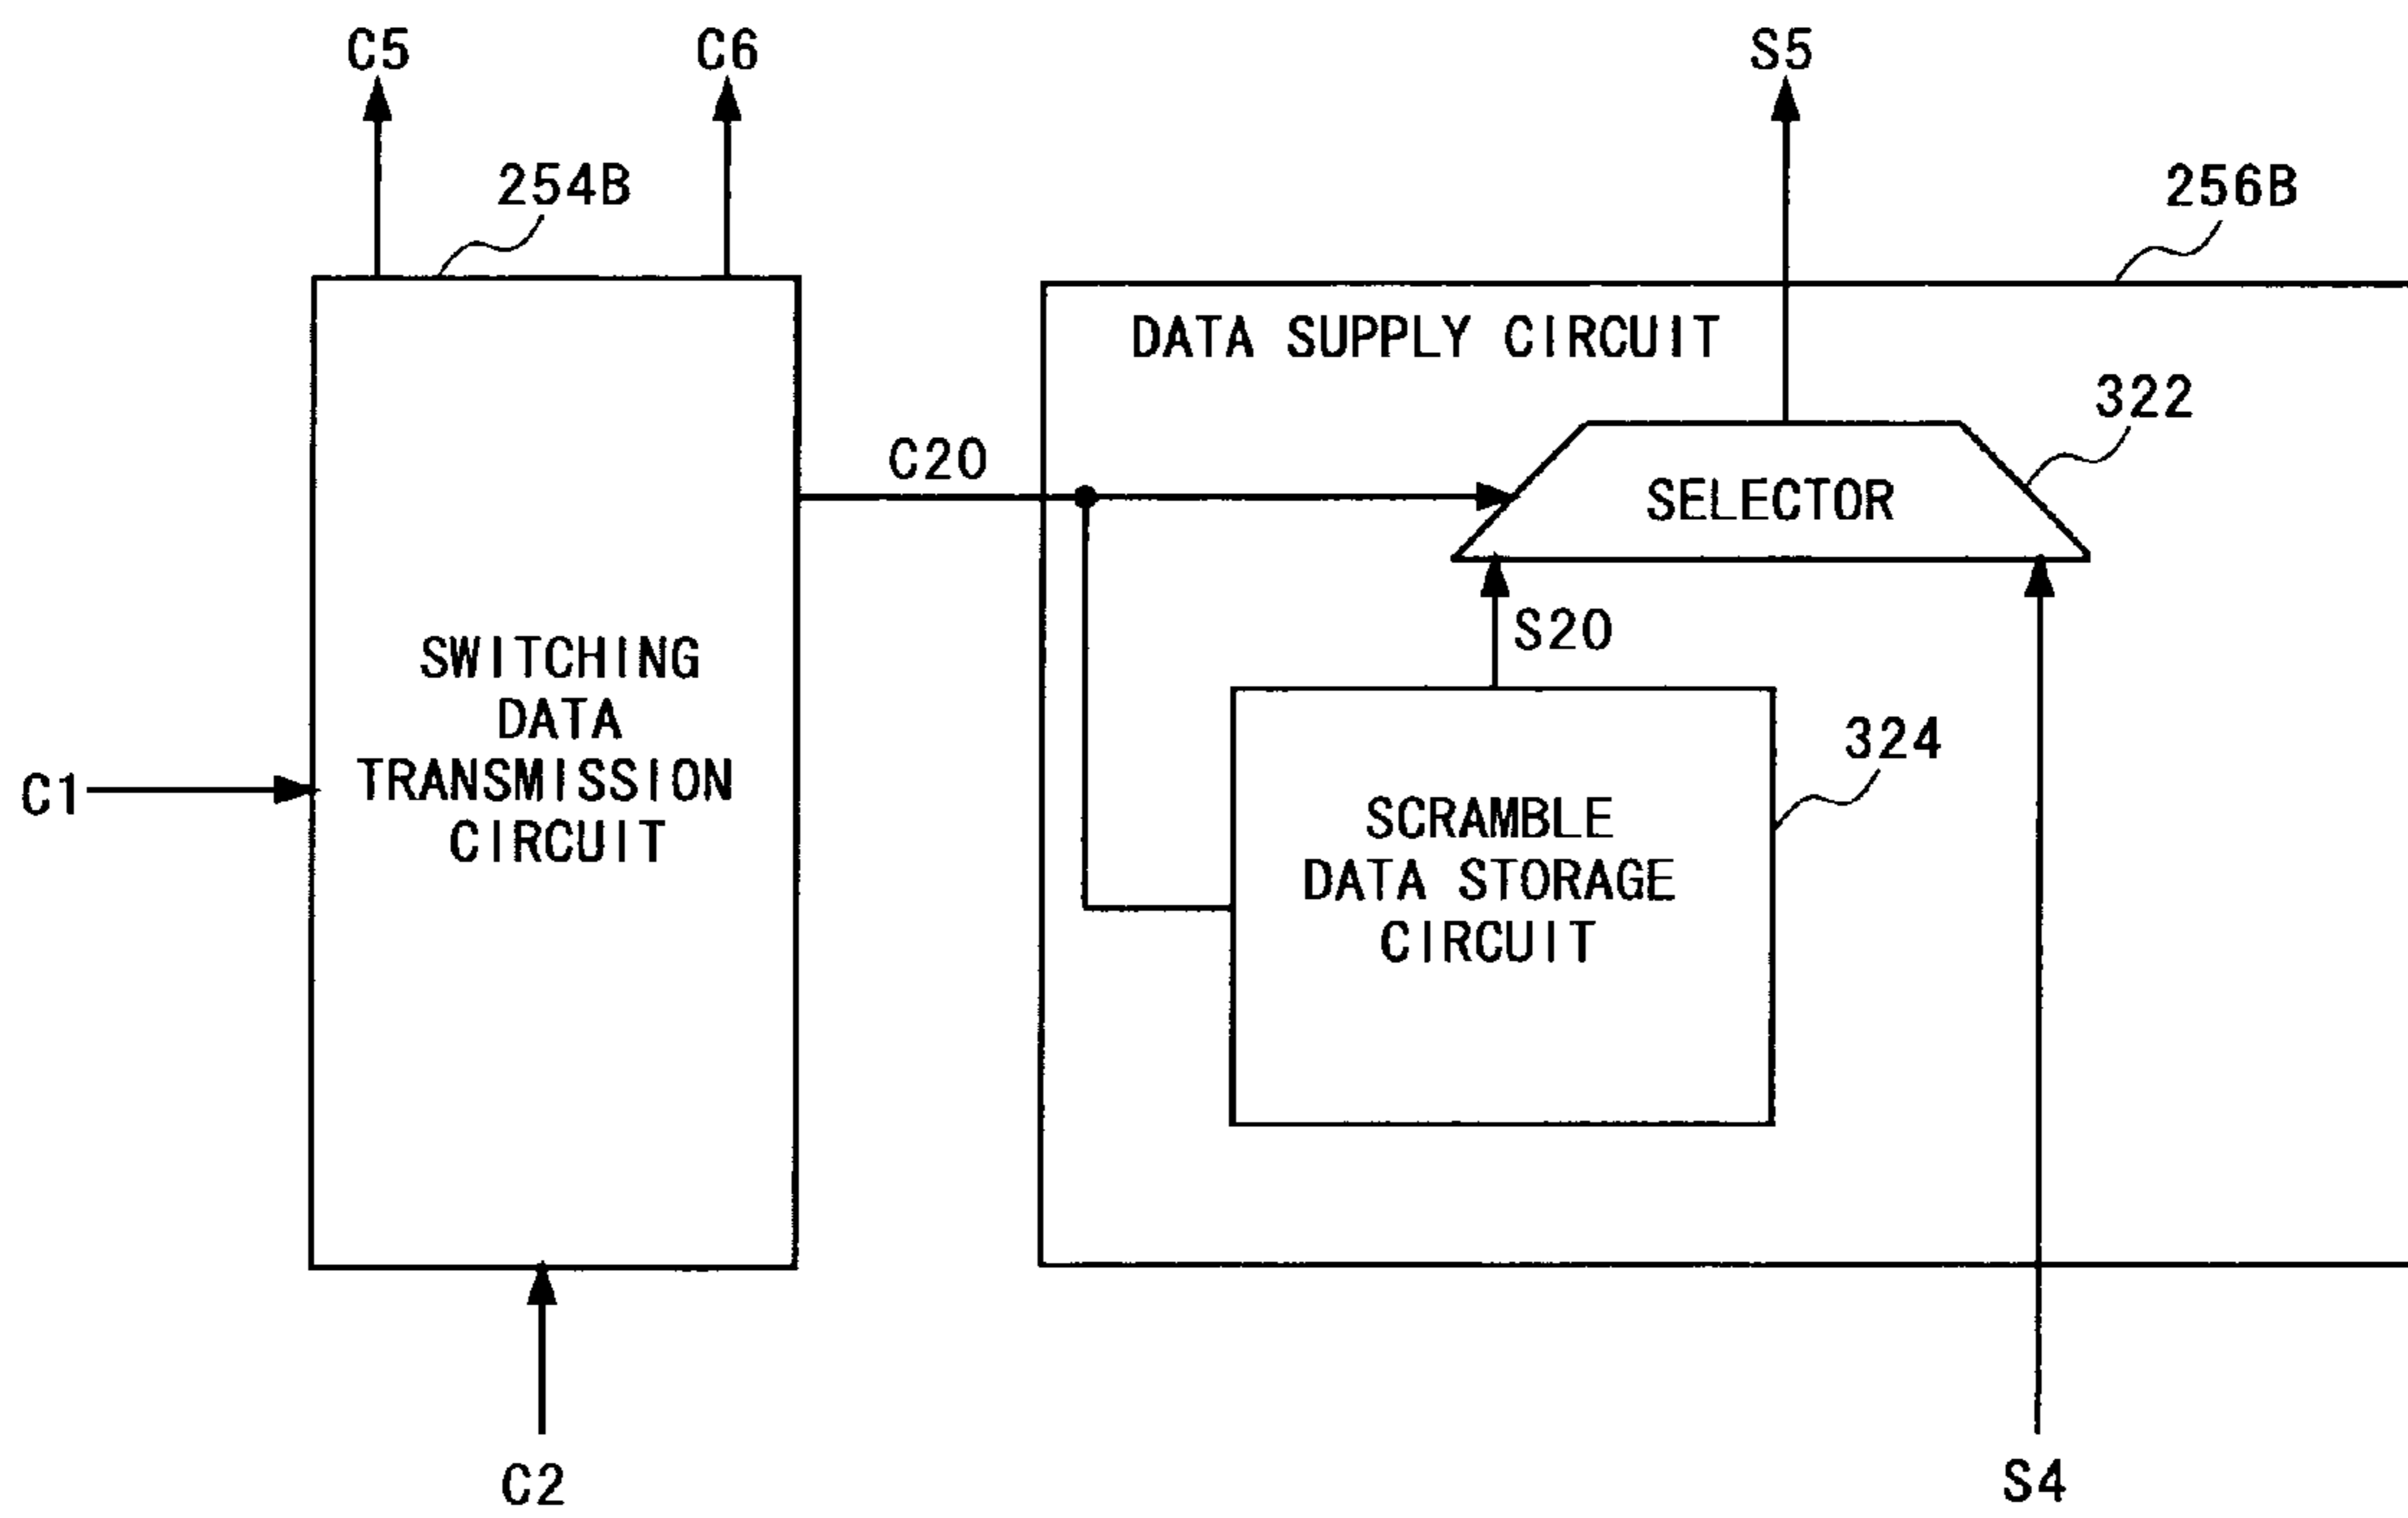 C5
C6
S5
254B
256B
DATA SUPPLY CIRCUIT
322
C20
SELECTOR
S20
SWITCHING
DATA
TRANSMISSION
CIRCUIT
324
C1
SCRAMBLE
DATA STORAGE
CIRCUIT
C2
S4